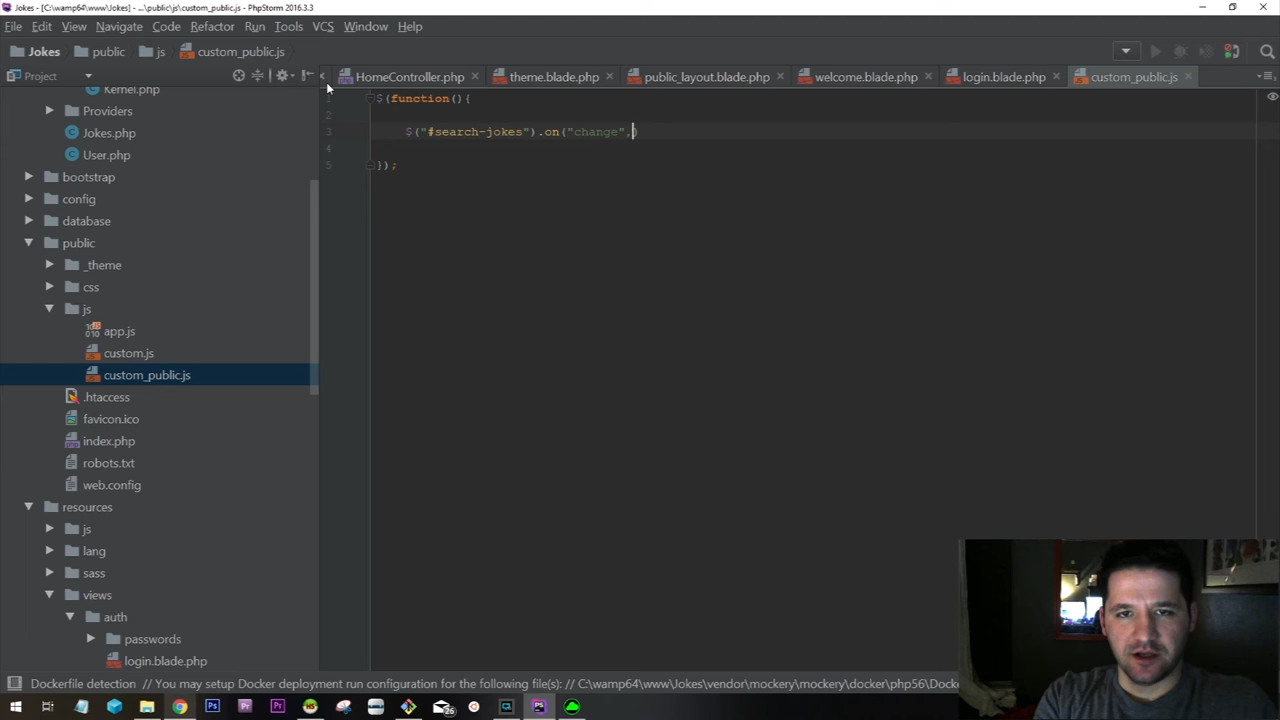 Jokes - [C:\wamp64\www\Jokes] - ...\public\js\custom_public.js - PhpStorm 2016.3.3
File Edit View Navigate Code Refactor Run Tools VCS Window Help
Jokes public js custom_public.js
Project HomeController.php theme.blade.php public_layout.blade.php welcome.blade.php login.blade.php custom_public.js
Kernel.php
Providers
Jokes.php
User.php
bootstrap
config
database
public
_theme
css
js
app.js
custom.js
custom_public.js
.htaccess
favicon.ico
index.php
robots.txt
web.config
resources
js
lang
sass
views
auth
passwords
login.blade.php
1 $(function(){
2
3 $("#search-jokes").on("change",)
4
5 });
Dockerfile detection // You may setup Docker deployment run configuration for the following file(s): // C:\wamp64\www\Jokes\vendor\mockery\mockery\docker\php56\Docke